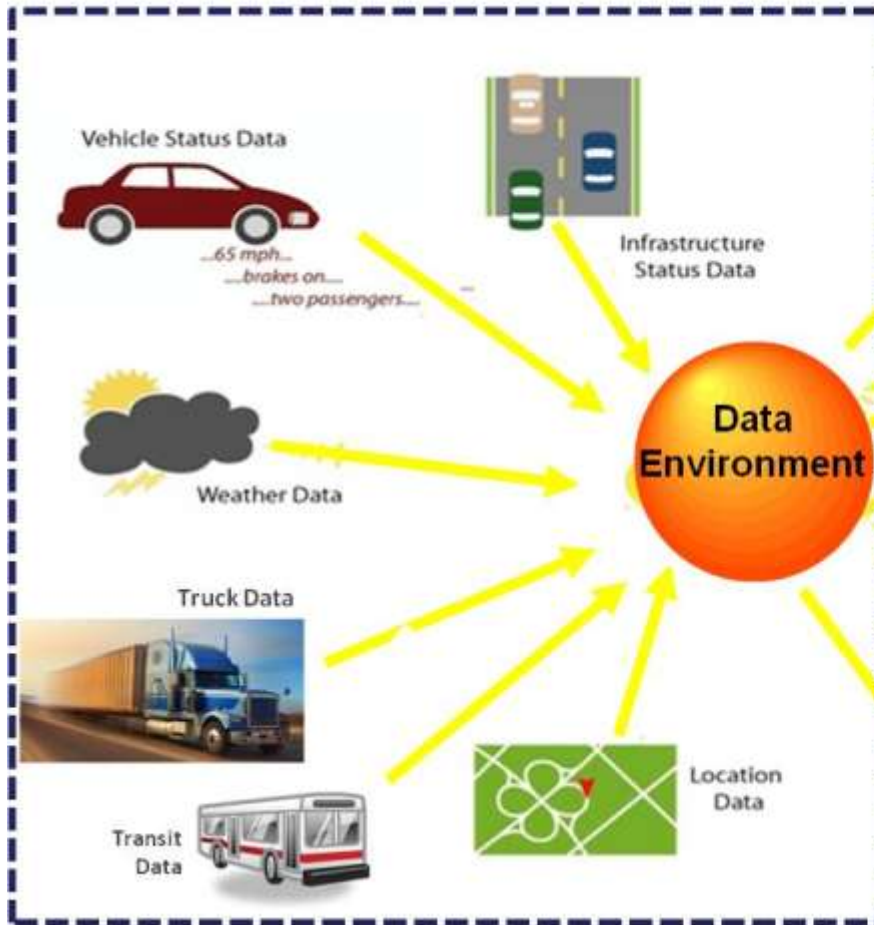 Vehicle Status Data
...65 mph...
....brakes on....
....two passengers....
...
Infrastructure
Status Data
Data
Environment
Weather Data
Truck Data
Transit
Data
Location
Data